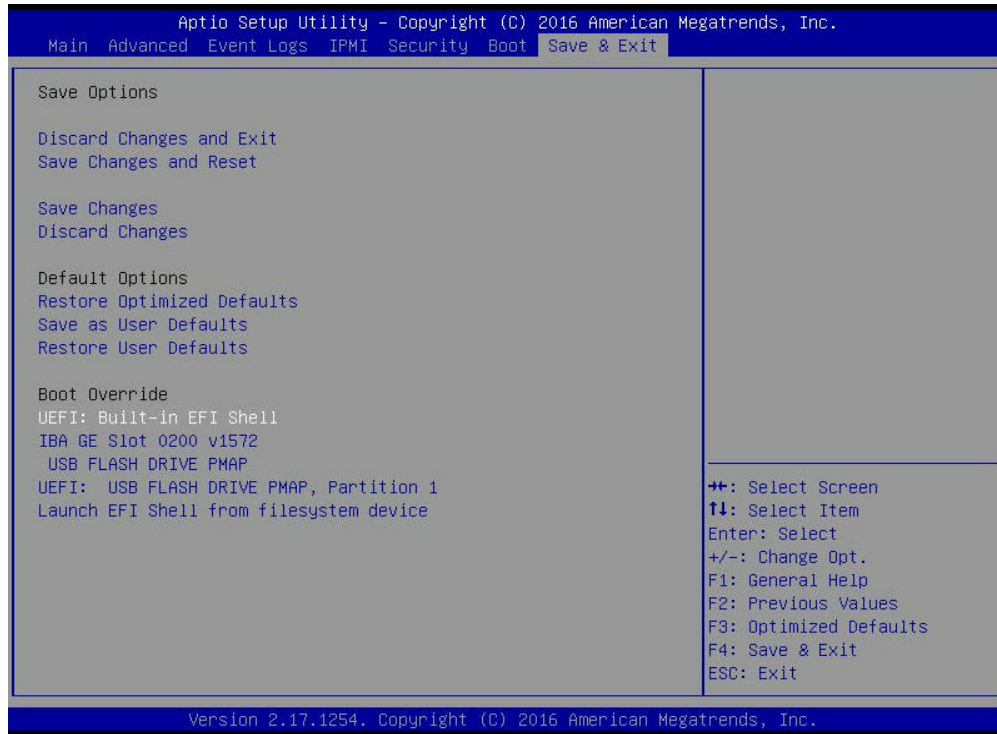 Aptio Setup Utility – Copyright (C) 2016 American Megatrends, Inc.
Main Advanced Event Logs IPMI Security Boot Save & Exit
Save Options
Discard Changes and Exit
Save Changes and Reset
Save Changes
Discard Changes
Default Options
Restore Optimized Defaults
Save as User Defaults
Restore User Defaults
Boot Override
UEFI: Built-in EFI Shell
IBA GE Slot 0200 v1572
USB FLASH DRIVE PMAP
UEFI: USB FLASH DRIVE PMAP, Partition 1
Launch EFI Shell from filesystem device
→←: Select Screen
↑↓: Select Item
Enter: Select
+/-: Change Opt.
F1: General Help
F2: Previous Values
F3: Optimized Defaults
F4: Save & Exit
ESC: Exit
Version 2.17.1254. Copyright (C) 2016 American Megatrends, Inc.